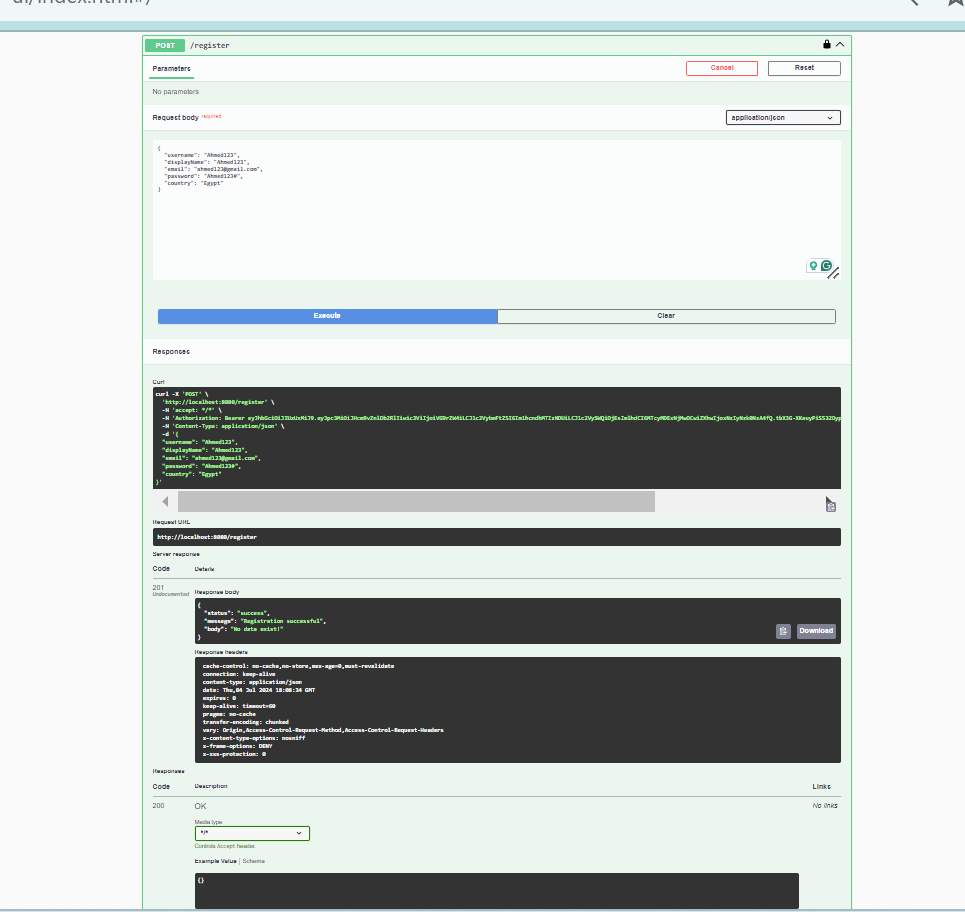 POST /register
Parameters
Cancel
Reset
No parameters
Request body required
application/json
{
"username": "Ahmed123",
"displayName": "Ahmed123",
"email": "ahmed123@gmail.com",
"password": "Ahmed123#",
"country": "Egypt"
}
Execute
Clear
Responses
Curl
curl -X 'POST' \
'http://localhost:8080/register' \
-H 'accept: */*' \
-H 'Authorization: Bearer
-H 'Content-Type: application/json' \
-d '{
"username": "Ahmed123",
"displayName": "Ahmed123",
"email": "ahmed123@gmail.com",
"password": "Ahmed123#",
"country": "Egypt"
}'
Request URL
http://localhost:8080/register
Server response
Code Details
201
Undocumented
Response body
{
"status": "success",
"message": "Registration successful",
"body": "No data exist!"
}
Download
Response headers
cache-control: no-cache,no-store,max-age=0,must-revalidate
connection: keep-alive
content-type: application/json
date: Thu,04 Jul 2024 18:08:34 GMT
expires: 0
keep-alive: timeout=60
pragma: no-cache
transfer-encoding: chunked
vary: Origin,Access-Control-Request-Method,Access-Control-Request-Headers
x-content-type-options: nosniff
x-frame-options: DENY
x-xss-protection: 0
Responses
Code Description Links
200 OK No links
Media type
*/*
Controls Accept header.
Example Value | Schema
{}